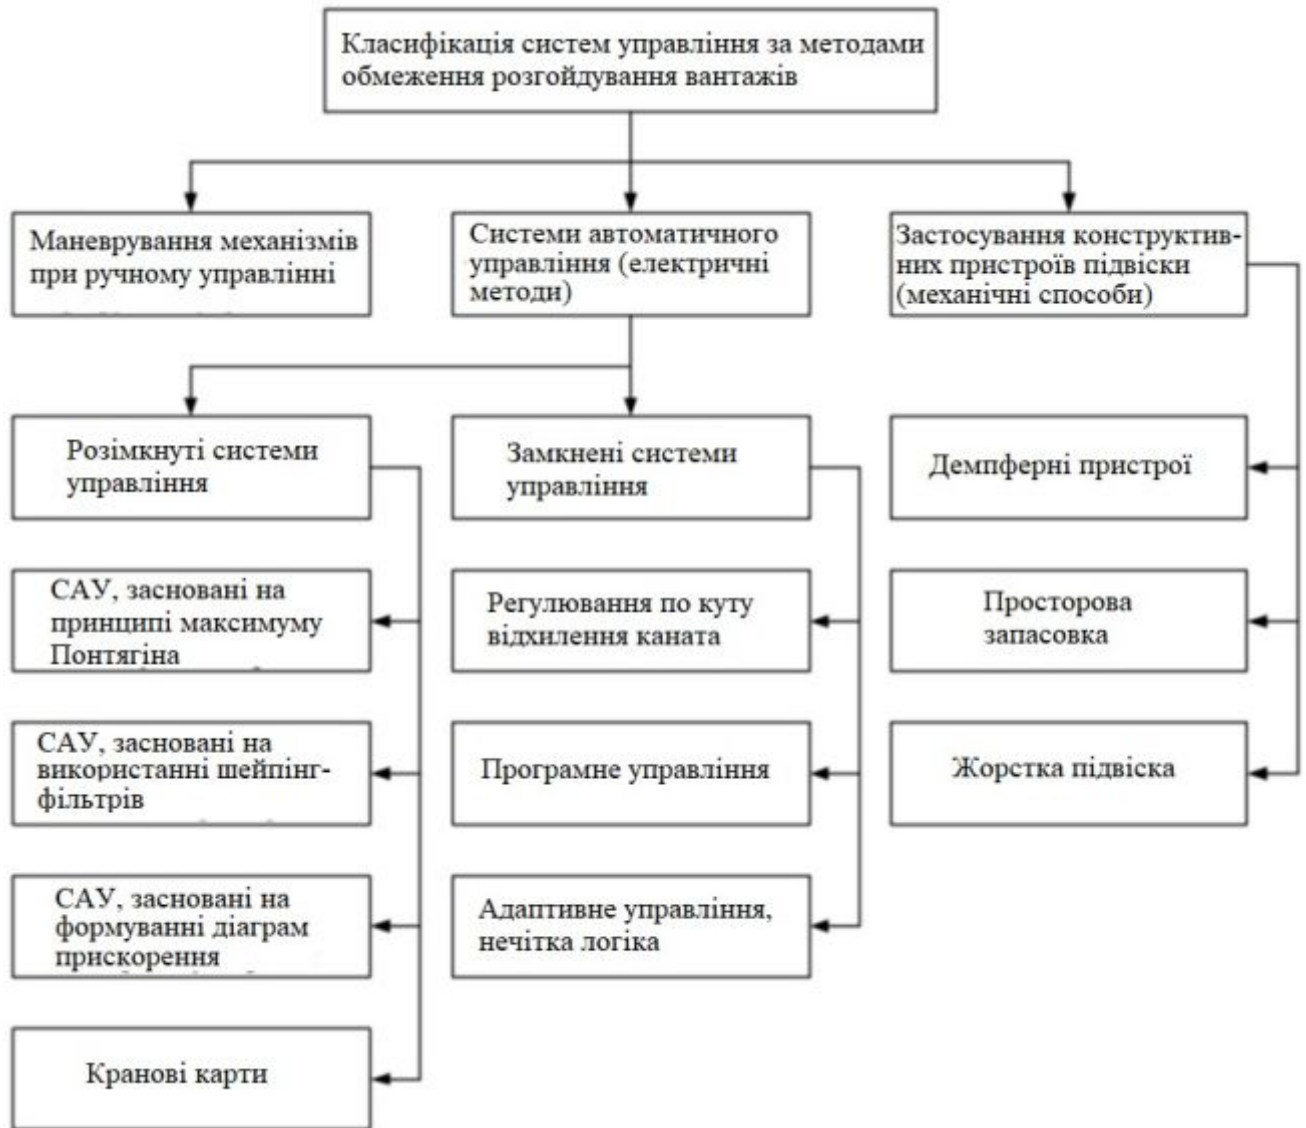 Класифікація систем управління за методами
обмеження розгойдування вантажів
Маневрування механізмів
при ручному управлінні
Системи автоматичного
управління (електричні
методи)
Застосування конструктив-
них пристроїв підвіски
(механічні способи)
Розімкнуті системи
управління
Замкнені системи
управління
Демпферні пристрої
САУ, засновані на
принципі максимуму
Понтягіна
Регулювання по куту
відхилення каната
Просторова
запасовка
САУ, засновані на
використанні шейпінг-
фільтрів
Програмне управління
Жорстка підвіска
САУ, засновані на
формуванні діаграм
прискорення
Адаптивне управління,
нечітка логіка
Кранові карти